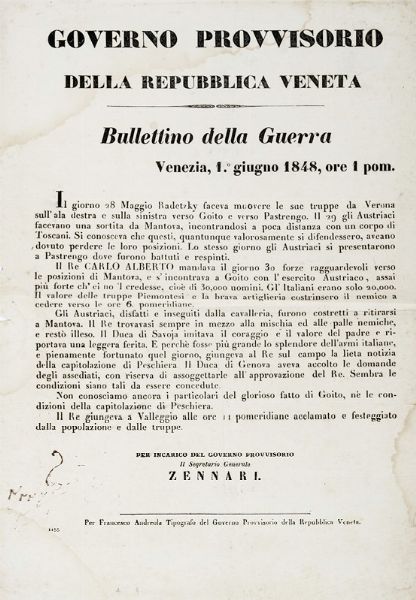 GOVERNO PROVVISORIO
DELLA REPUBBLICA VENETA
Bullettino della Guerra
Venezia, 1.° giugno 1848, ore 1 pom.
Il giorno 28 Maggio Radetzky faceva muovere le sue truppe da Verona
sull'ala destra e sulla sinistra verso Goito e verso Pastrengo. Il 29 gli Austriaci
facevano una sortita da Mantova, incontrandosi a poca distanza con un corpo di
Toscani. Si conosceva che questi, quantunque valorosamente si difendessero, aveano
dovuto perdere le loro posizioni. Lo stesso giorno gli Austriaci si presentarono
a Pastrengo dove furono battuti e respinti.
Il Re CARLO ALBERTO mandava il giorno 30 forze ragguardevoli verso
le posizioni di Mantova, e s'incontrava a Goito con l'esercito Austriaco, assai
più forte ch'ei no 'l credesse, cioè di 30,000 uomini. Gl' Italiani erano solo 20,000.
Il valore delle truppe Piemontesi e la brava artiglieria costrinsero il nemico a
cedere verso le ore 6. pomeridiane.
Gli Austriaci, disfatti e inseguiti dalla cavalleria, furono costretti a ritirarsi
a Mantova. Il Re trovavasi sempre in mezzo alla mischia ed alle palle nemiche,
e restò illeso. Il Duca di Savoja imitava il coraggio e il valore del padre e ri-
portava una leggera ferita. E perchè fosse più grande lo splendore dell'armi italiane,
e pienamente fortunato quel giorno, giungeva al Re sul campo la lieta notizia
della capitolazione di Peschiera. Il Duca di Genova aveva accolto le domande
degli assediati, con riserva di assoggettarle all'approvazione del Re. Sembra le
condizioni siano tali da essere concedute.
Non conosciamo ancora i particolari del glorioso fatto di Goito, nè le con-
dizioni della capitolazione di Peschiera.
Il Re giungeva a Valleggio alle ore 11 pomeridiane acclamato e festeggiato
dalla popolazione e dalle truppe.
PER INCARICO DEL GOVERNO PROVVISORIO
Il Segretario Generale
ZENNARI.
Per Francesco Andreola Tipografo del Governo Provvisorio della Repubblica Veneta.